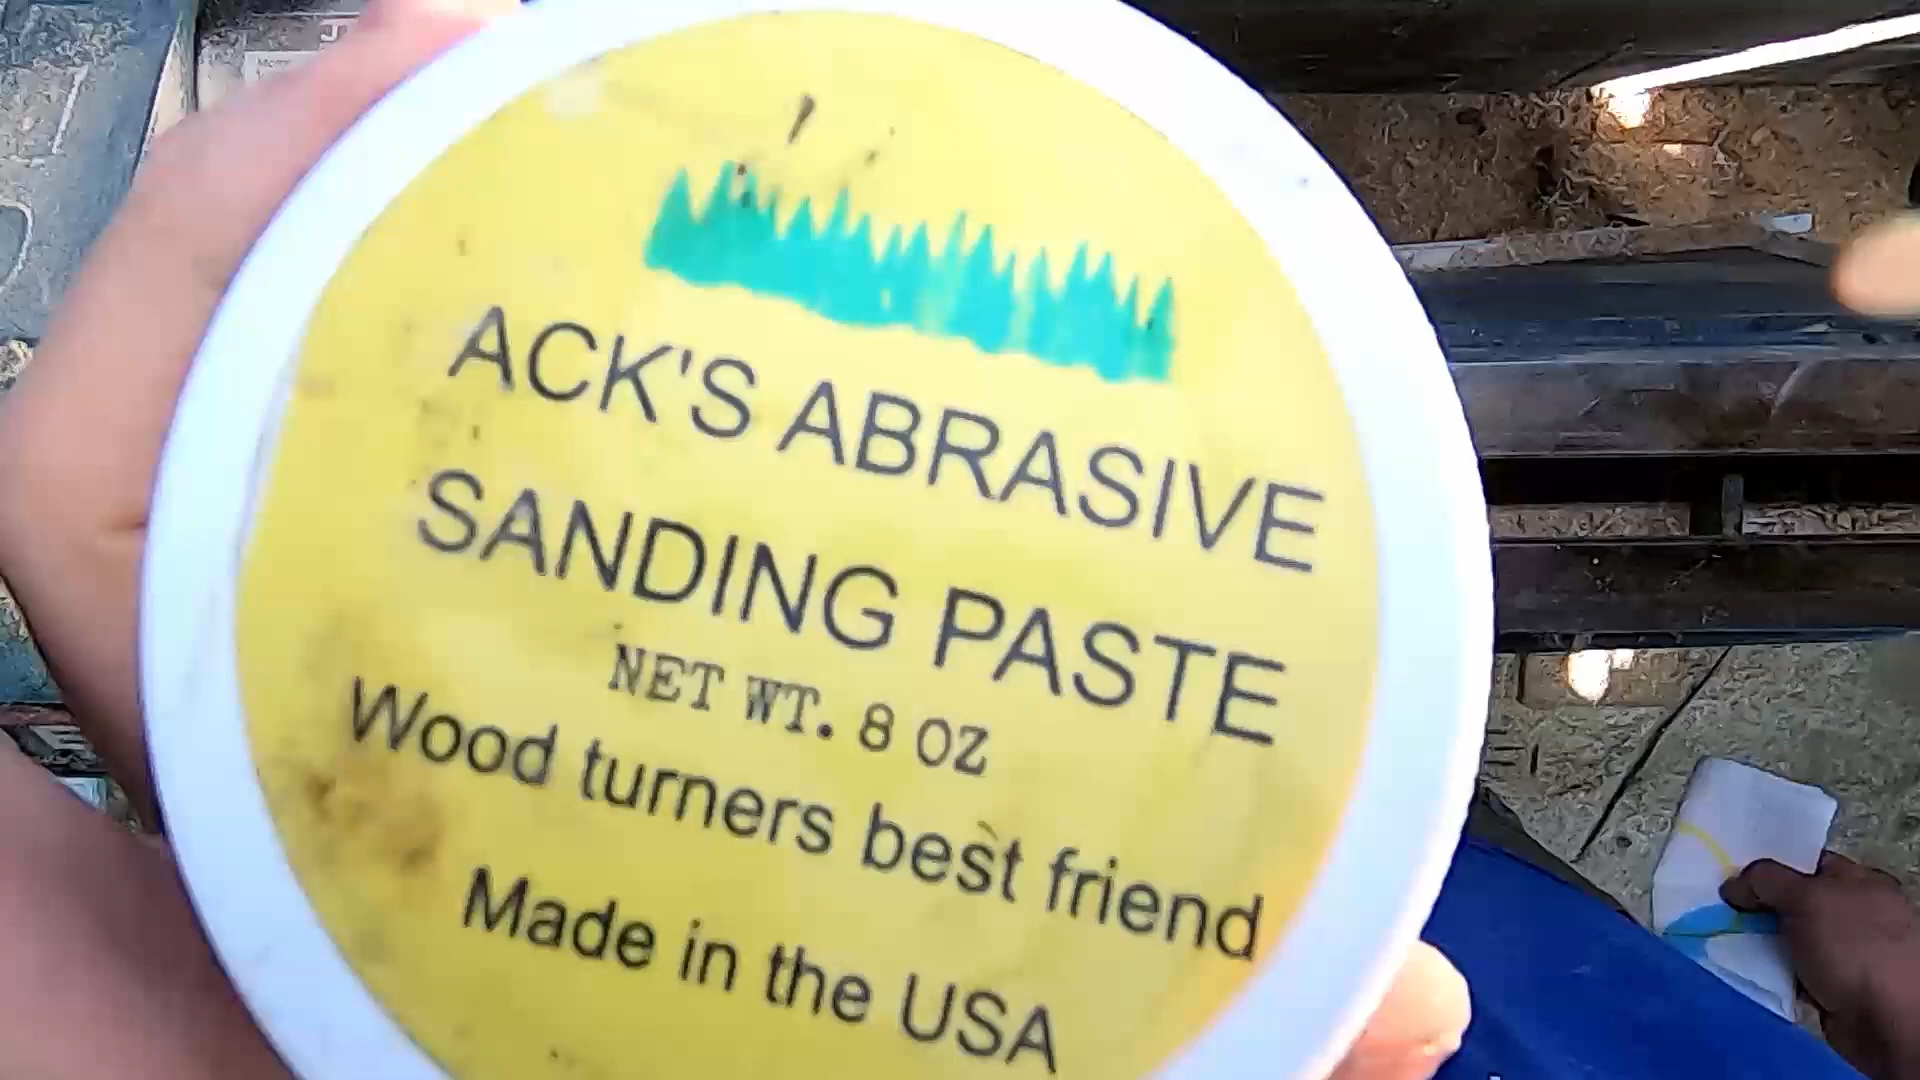 ACK'S ABRASIVE
SANDING PASTE
NET WT. 8 OZ
Wood turners best friend
Made in the USA